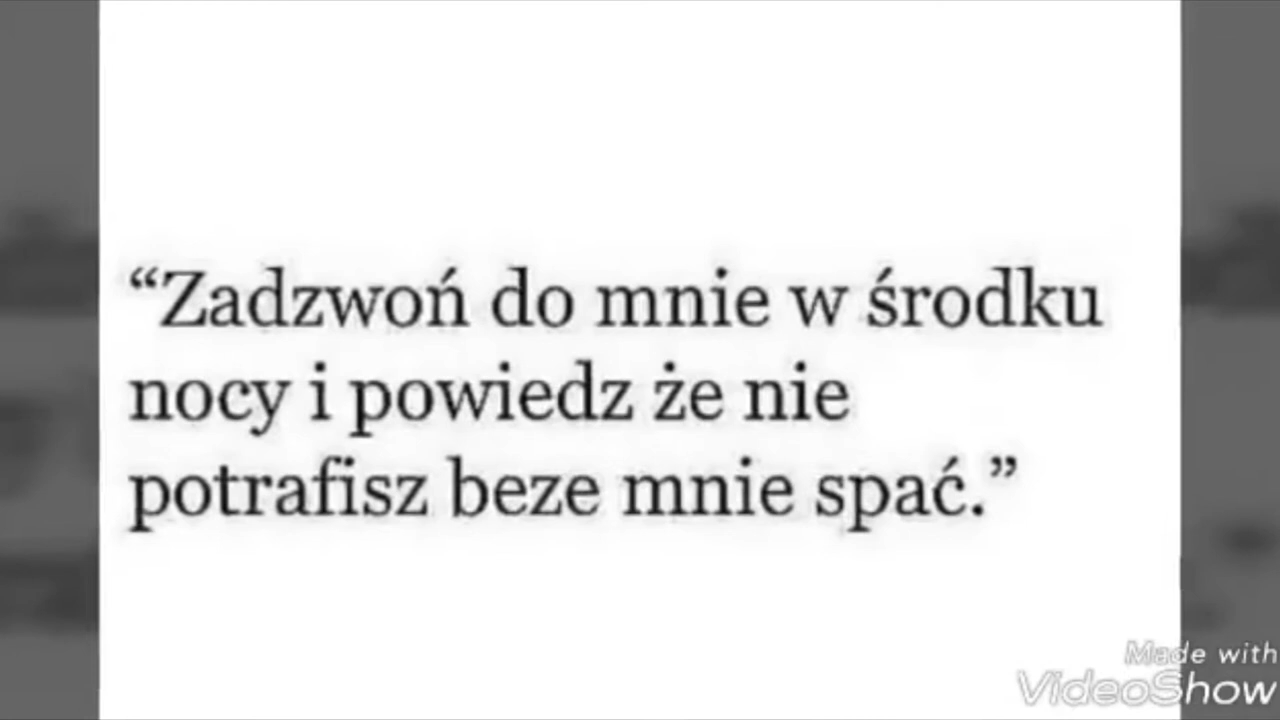 “Zadzwoń do mnie w środku
nocy i powiedz że nie
potrafisz beze mnie spać.”
Made with
VideoShow